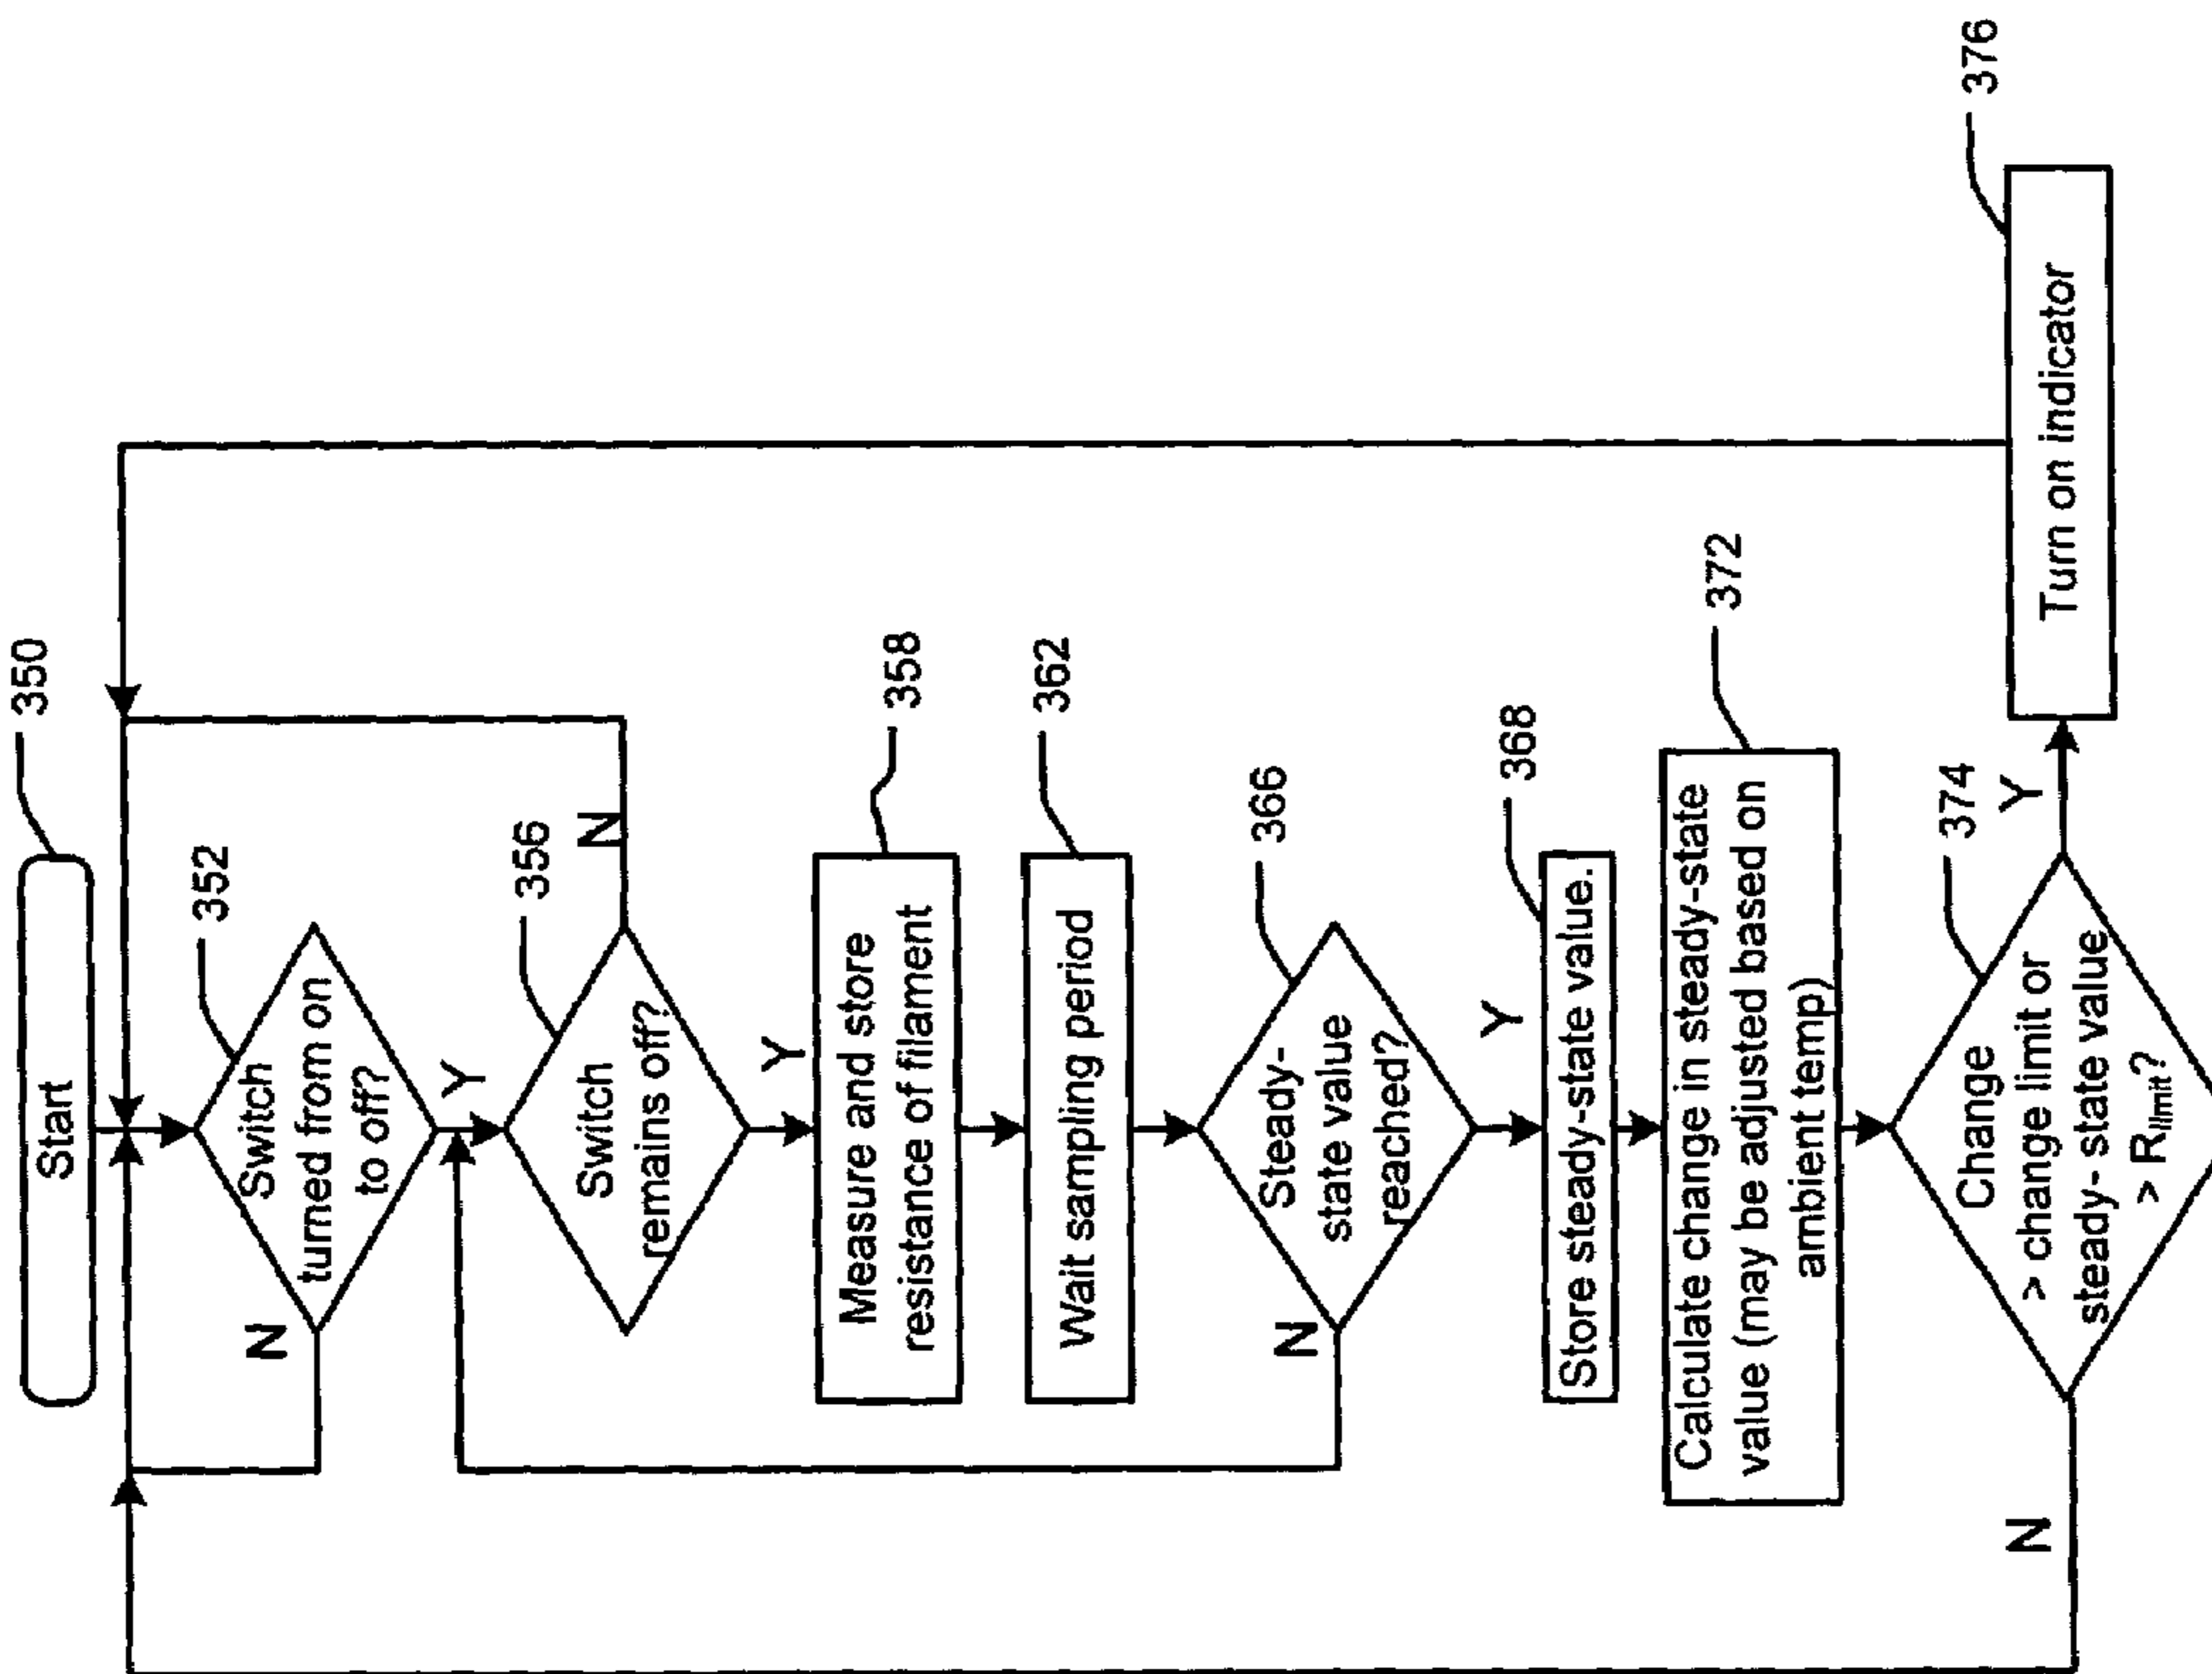 350
Start
352
Switch
turned from on
to off?
N
Y
356
Switch
remains off?
N
Y
358
Measure and store
resistance of filament
362
Wait sampling period
366
Steady-
state value
reached?
N
Y
368
Store steady-state value.
372
Calculate change in steady-state
value (may be adjusted based on
ambient temp)
374
Change
> change limit or
steady- state value
> Rlimit?
N
Y
376
Turn on indicator